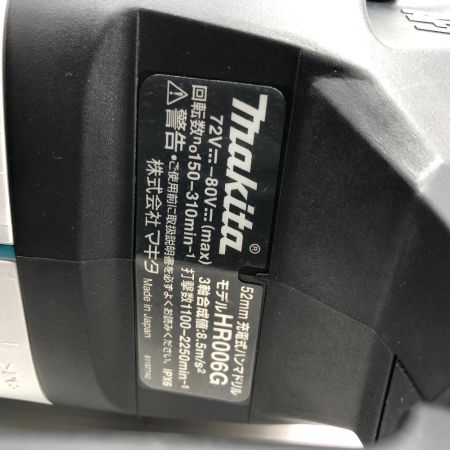 makita®
72V⎓-80V⎓(max)
回転数n₀150-310min⁻¹
⚠警告・ご使用前に取扱説明書を必ずよくお読みください。 IPX6
株式会社 マキタ Made in Japan
52mm 充電式ハンマドリル
モデルHR006G
3軸合成値:8.5m/s²
打撃数1100-2250min⁻¹